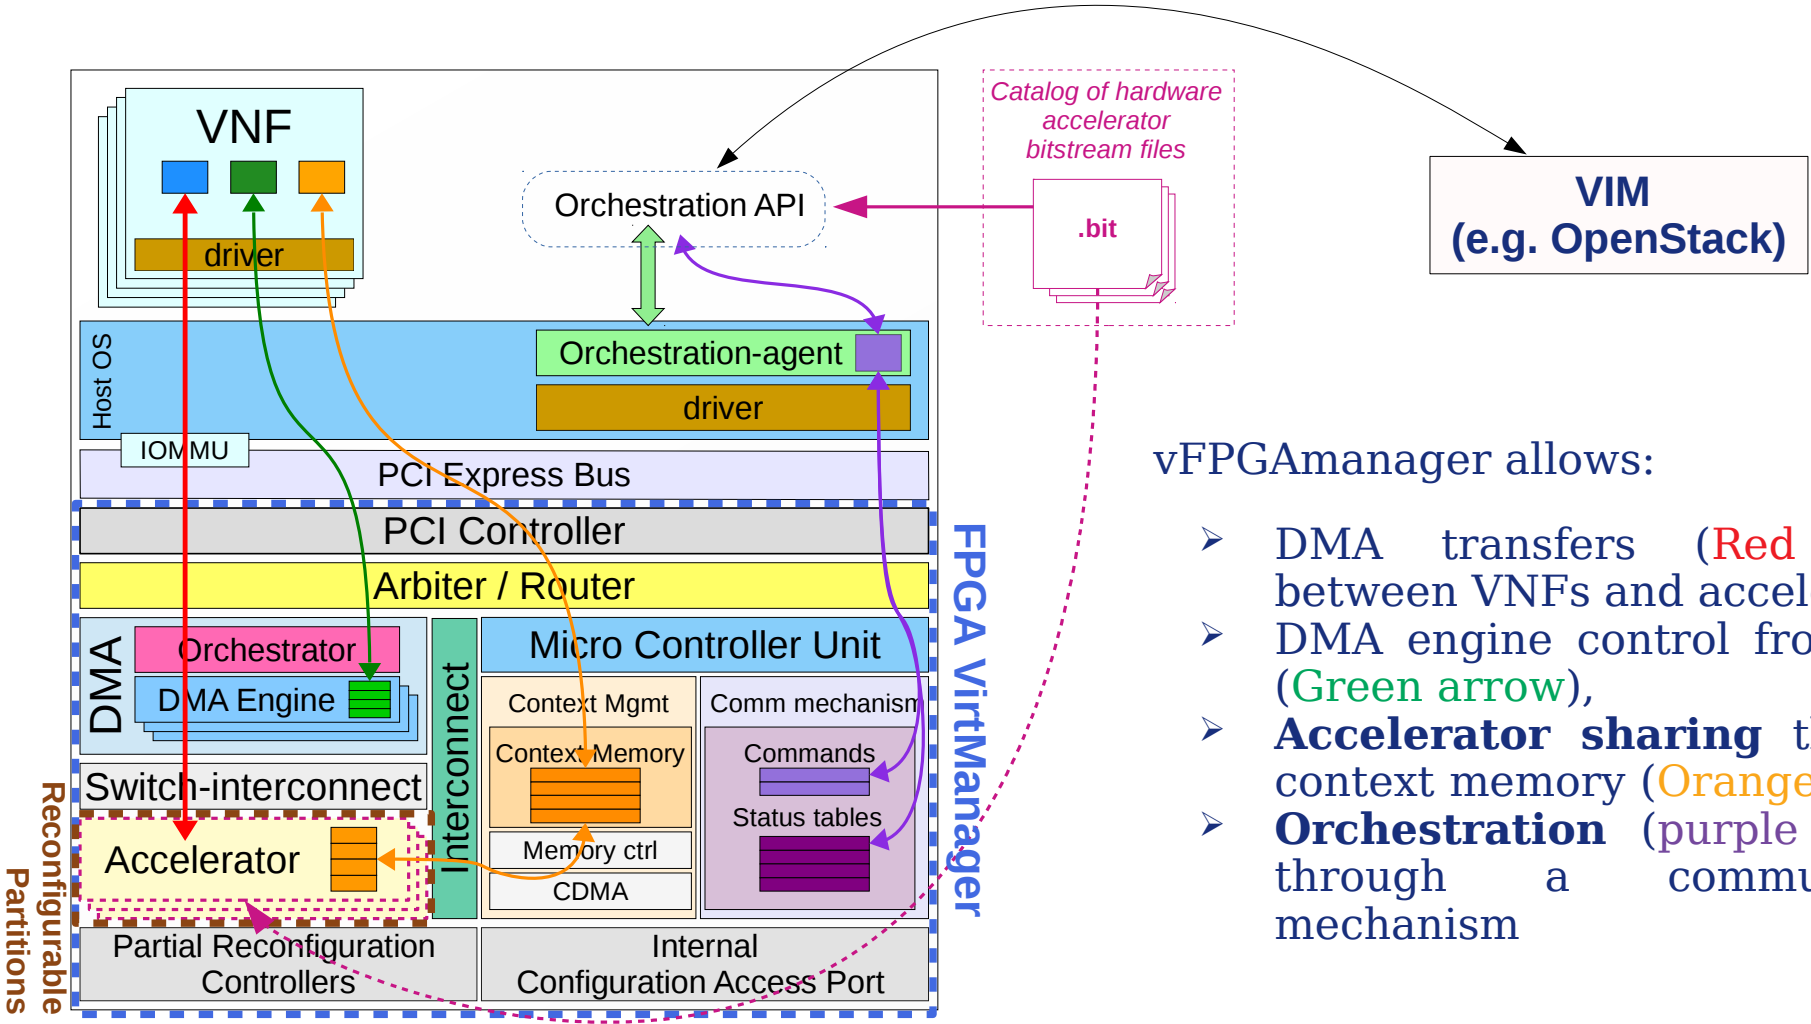 VNF
driver
Catalog of hardware
accelerator
bitstream files
.bit
Orchestration API
VIM
(e.g. OpenStack)
Host OS
Orchestration-agent
driver
IOMMU
PCI Express Bus
PCI Controller
Arbiter / Router
DMA
Orchestrator
DMA Engine
Switch-interconnect
Accelerator
Interconnect
Micro Controller Unit
Context Mgmt
Context Memory
Memory ctrl
CDMA
Comm mechanism
Commands
Status tables
Partial Reconfiguration
Controllers
Internal
Configuration Access Port
FPGA VirtManager
Reconfigurable
Partitions
vFPGAmanager allows:
DMA transfers (Red
between VNFs and
DMA engine control
(Green arrow),
Accelerator sharing
context memory (Orange
Orchestration (purple
through a
mechanism